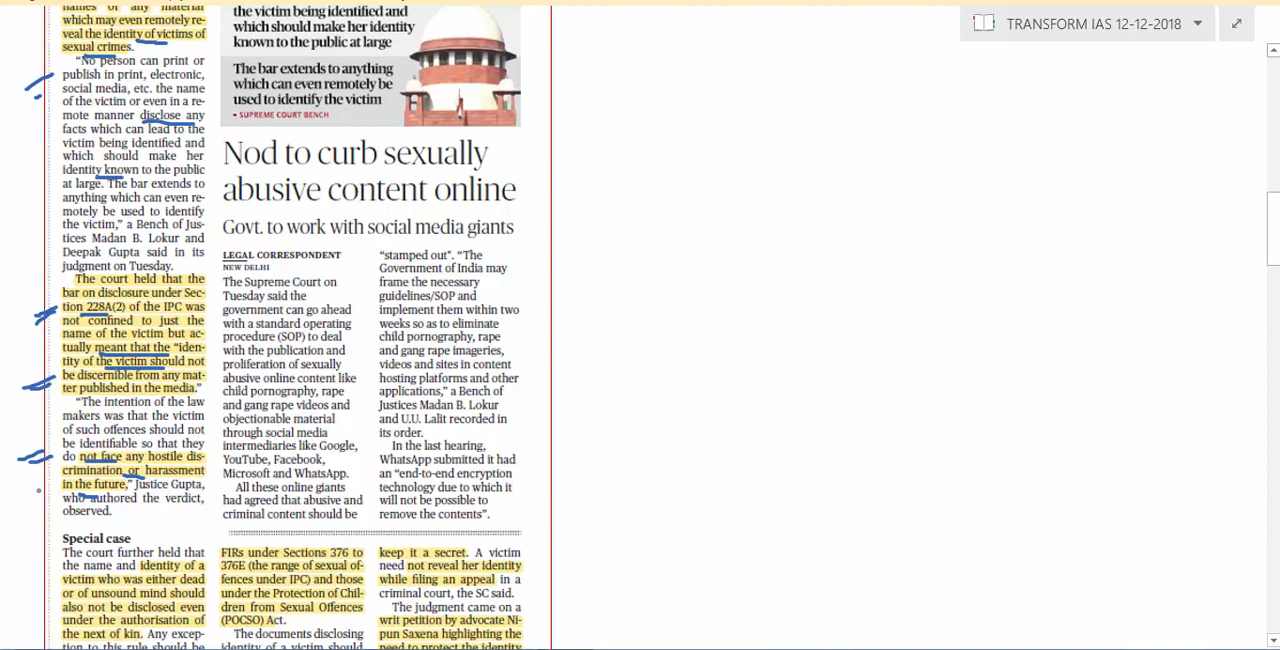 names or any material
which may even remotely re-
veal the identity of victims of
sexual crimes.
“No person can print or
publish in print, electronic,
social media, etc. the name
of the victim or even in a re-
mote manner disclose any
facts which can lead to the
victim being identified and
which should make her
identity known to the public
at large. The bar extends to
anything which can even re-
motely be used to identify
the victim,” a Bench of Jus-
tices Madan B. Lokur and
Deepak Gupta said in its
judgment on Tuesday.
The court held that the
bar on disclosure under Sec-
tion 228A(2) of the IPC was
not confined to just the
name of the victim but ac-
tually meant that the “iden-
tity of the victim should not
be discernible from any mat-
ter published in the media.”
“The intention of the law
makers was that the victim
of such offences should not
be identifiable so that they
do not face any hostile dis-
crimination or harassment
in the future,” Justice Gupta,
who authored the verdict,
observed.
Special case
The court further held that
the name and identity of a
victim who was either dead
or of unsound mind should
also not be disclosed even
under the authorisation of
the next of kin. Any excep-
tion to this rule should be
the victim being identified and
which should make her identity
known to the public at large
The bar extends to anything
which can even remotely be
used to identify the victim
SUPREME COURT BENCH
Nod to curb sexually
abusive content online
Govt. to work with social media giants
LEGAL CORRESPONDENT
NEW DELHI
The Supreme Court on
Tuesday said the
government can go ahead
with a standard operating
procedure (SOP) to deal
with the publication and
proliferation of sexually
abusive online content like
child pornography, rape
and gang rape videos and
objectionable material
through social media
intermediaries like Google,
YouTube, Facebook,
Microsoft and WhatsApp.
All these online giants
had agreed that abusive and
criminal content should be
“stamped out”. “The
Government of India may
frame the necessary
guidelines/SOP and
implement them within two
weeks so as to eliminate
child pornography, rape
and gang rape imageries,
videos and sites in content
hosting platforms and other
applications,” a Bench of
Justices Madan B. Lokur
and U.U. Lalit recorded in
its order.
In the last hearing,
WhatsApp submitted it had
an “end-to-end encryption
technology due to which it
will not be possible to
remove the contents”.
FIRs under Sections 376 to
376E (the range of sexual of-
fences under IPC) and those
under the Protection of Chil-
dren from Sexual Offences
(POCSO) Act.
The documents disclosing
identity of a victim should
keep it a secret. A victim
need not reveal her identity
while filing an appeal in a
criminal court, the SC said.
The judgment came on a
writ petition by advocate Ni-
pun Saxena highlighting the
need to protect the identity
TRANSFORM IAS 12-12-2018